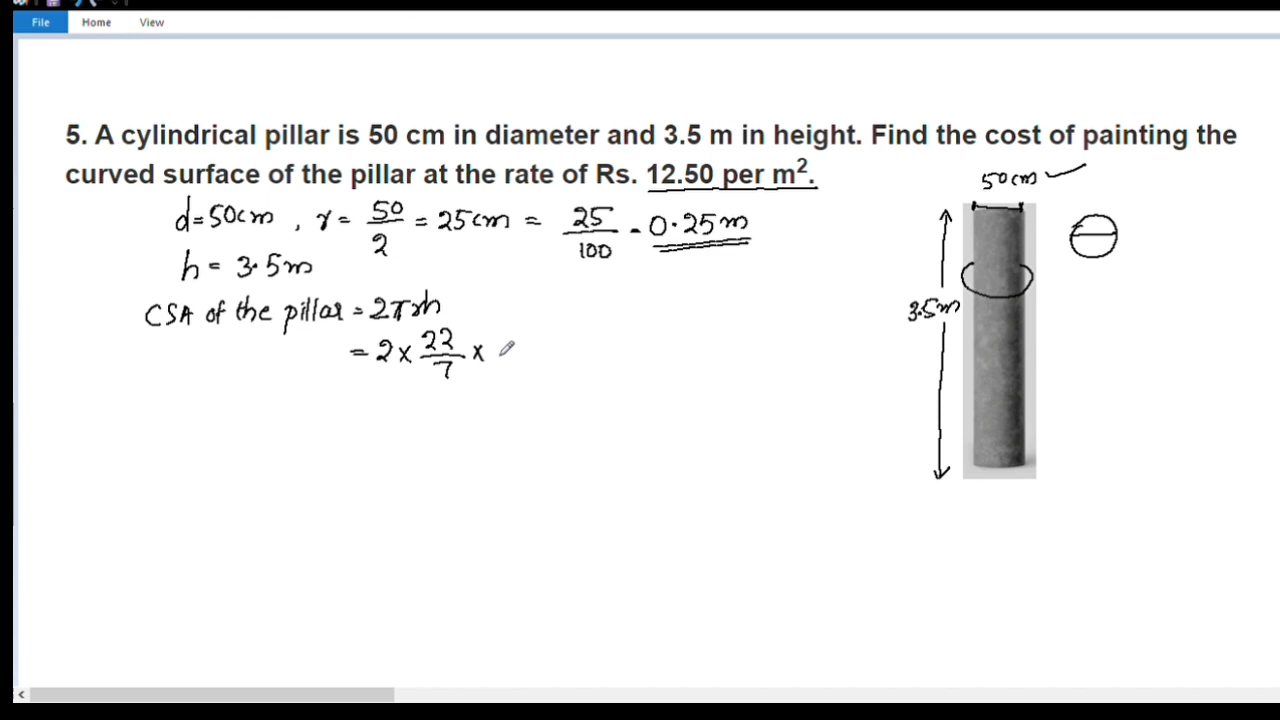 File Home View
5. A cylindrical pillar is 50 cm in diameter and 3.5 m in height. Find the cost of painting the
curved surface of the pillar at the rate of Rs. 12.50 per m².
50cm
d=50cm , r = 50/2 = 25cm = 25/100 = 0.25m
h = 3.5m
3.5m
CSA of the pillar = 2πrh
= 2 × 22/7 ×